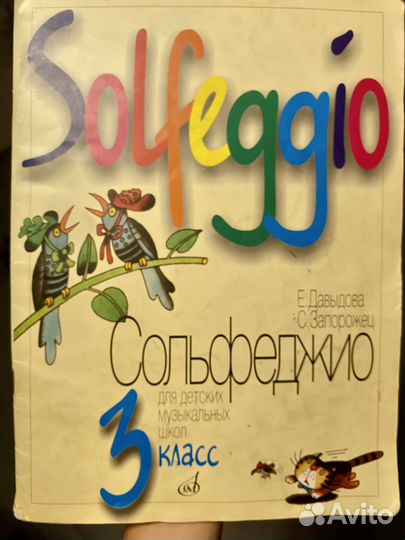 Solfeggio
Е. Давыдова
С. Запорожец
Сольфеджио
для детских
музыкальных
школ
3 класс
Avito